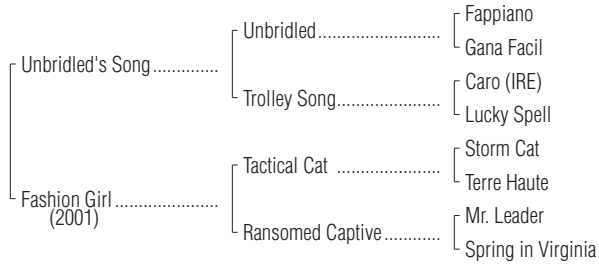 Fappiano
Unbridled........................
Gana Facil
Unbridled's Song.............
Caro (IRE)
Trolley Song....................
Lucky Spell
Storm Cat
Tactical Cat ....................
Terre Haute
Fashion Girl....................
(2001)
Mr. Leader
Ransomed Captive...........
Spring in Virginia